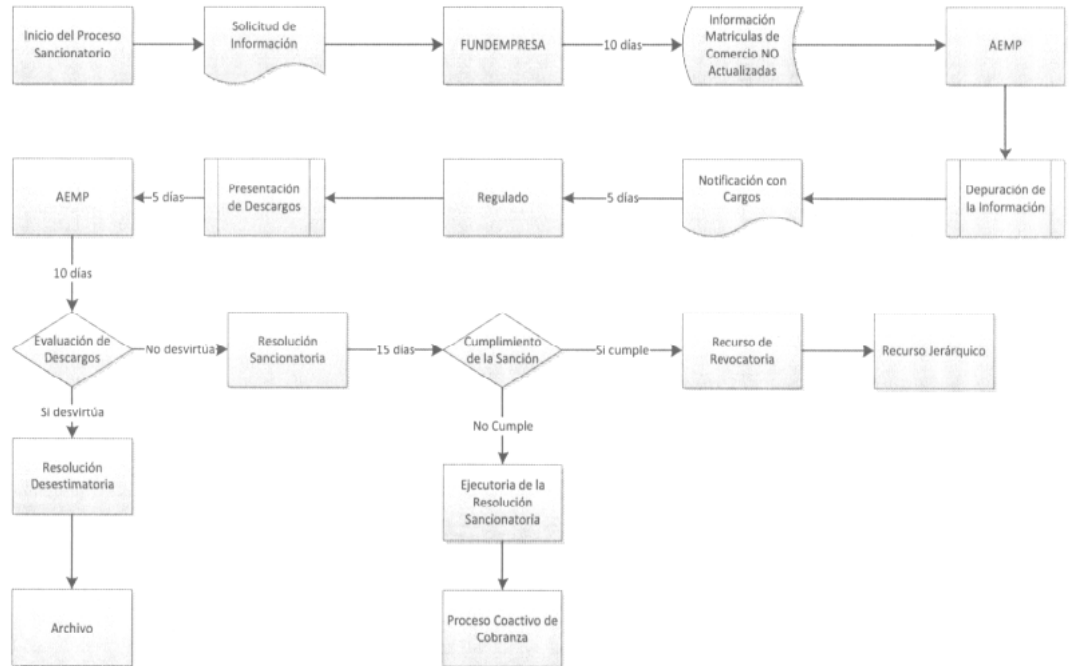 Inicio del Proceso
Sancionatorio
Solicitud de
Información
FUNDEMPRESA
10 días
Información
Matriculas de
Comercio NO
Actualizadas
AEMP
AEMP
5 días
Presentación
de Descargos
Regulado
5 días
Notificación con
Cargos
Depuración de
la Información
10 días
Evaluación de
Descargos
No desvirtúa
Resolución
Sancionatoria
15 días
Cumplimiento
de la Sanción
Si cumple
Recurso de
Revocatoria
Recurso Jerárquico
Si desvirtúa
No Cumple
Resolución
Desestimatoria
Ejecutoria de la
Resolución
Sancionatoria
Archivo
Proceso Coactivo de
Cobranza